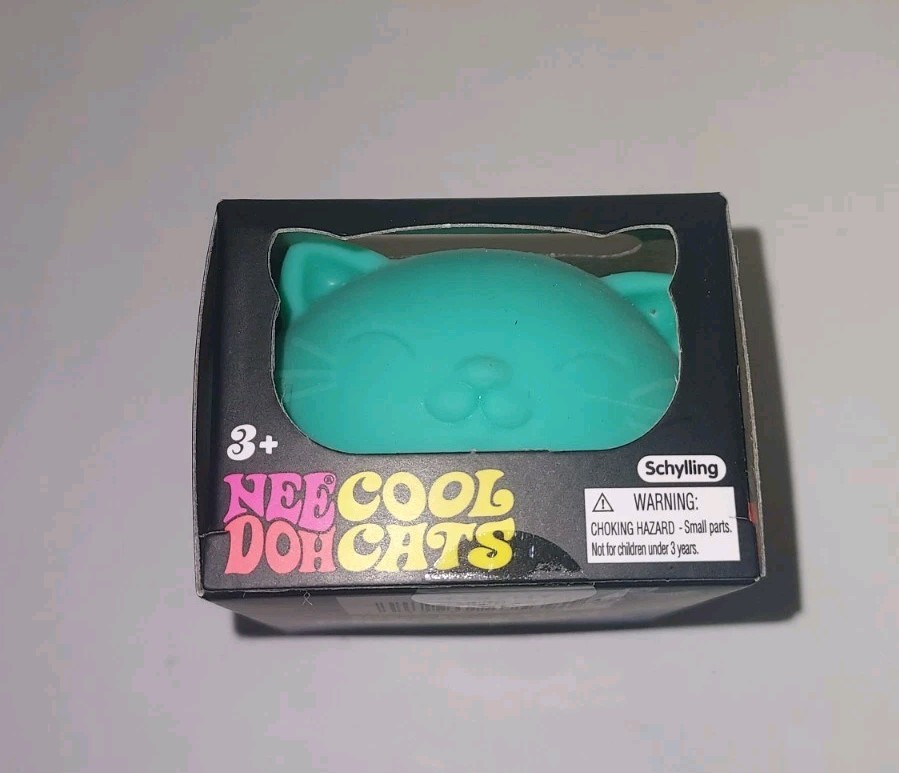 3+
NEE® COOL
DOH CATS
Schylling
WARNING:
CHOKING HAZARD - Small parts.
Not for children under 3 years.